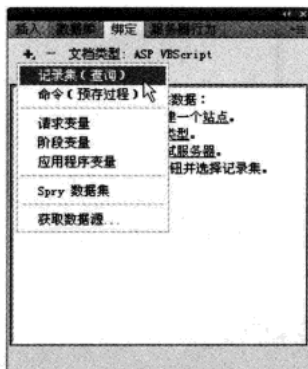 插入 数据库 绑定 服务器行为
+ - 文档类型: ASP VBScript
记录集(查询)
命令(预存过程)
请求变量
阶段变量
应用程序变量
Spry 数据集
获取数据源...
数据:
建一个站点。
类型。
试服务器。
钮并选择记录集。